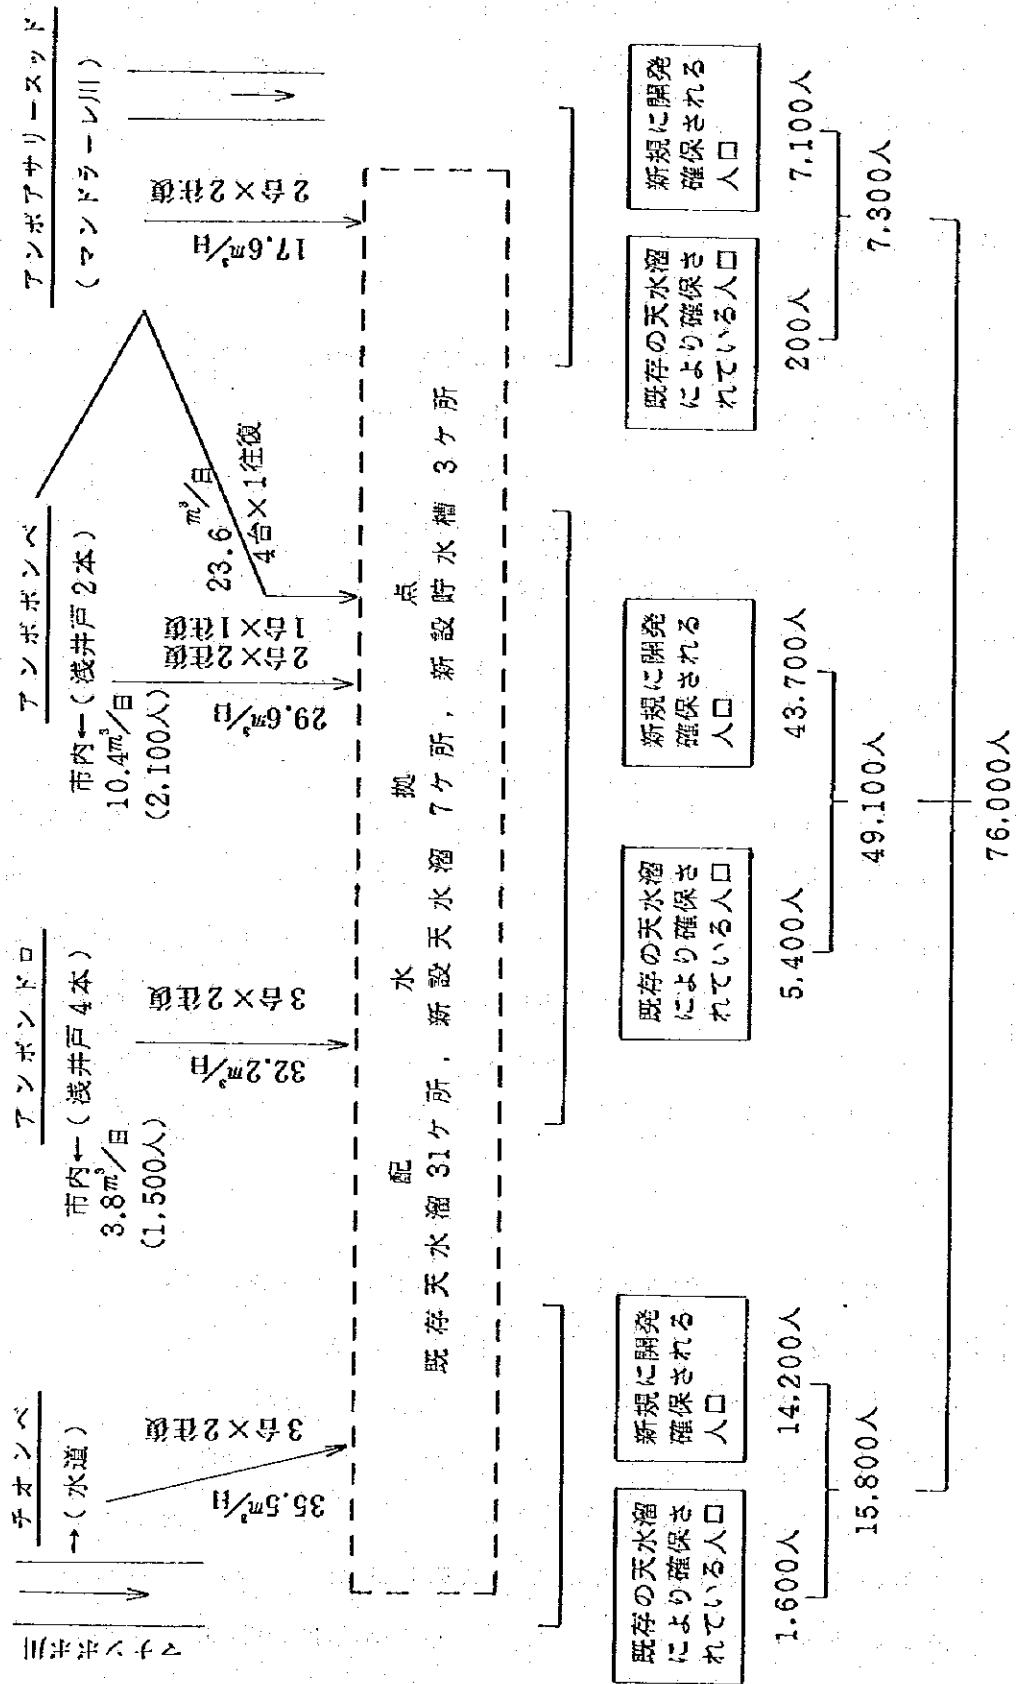 マナンボボ川
チオンベ
→(水道)
35.5m³/日
3台×2往復
アンボンドロ
市内←(浅井戸4本)
3.8m³/日
(1,500人)
32.2m³/日
3台×2往復
アンボボンベ
市内←(浅井戸2本)
10.4m³/日
(2,100人)
29.6m³/日
2台×2往復
1台×1往復
23.6m³/日
4台×1往復
アンボアサリースッド
(マンドラーレ川)
17.6m³/日
2台×2往復
配水拠点
既存天水溜31ヶ所,新設天水溜7ヶ所,新設貯水槽3ヶ所
既存の天水溜
により確保さ
れている人口
1.600人
新規に開発
確保される
人口
14,200人
15,800人
既存の天水溜
により確保さ
れている人口
5,400人
新規に開発
確保される
人口
43.700人
49,100人
既存の天水溜
により確保さ
れている人口
200人
新規に開発
確保される
人口
7,100人
7,300人
76,000人